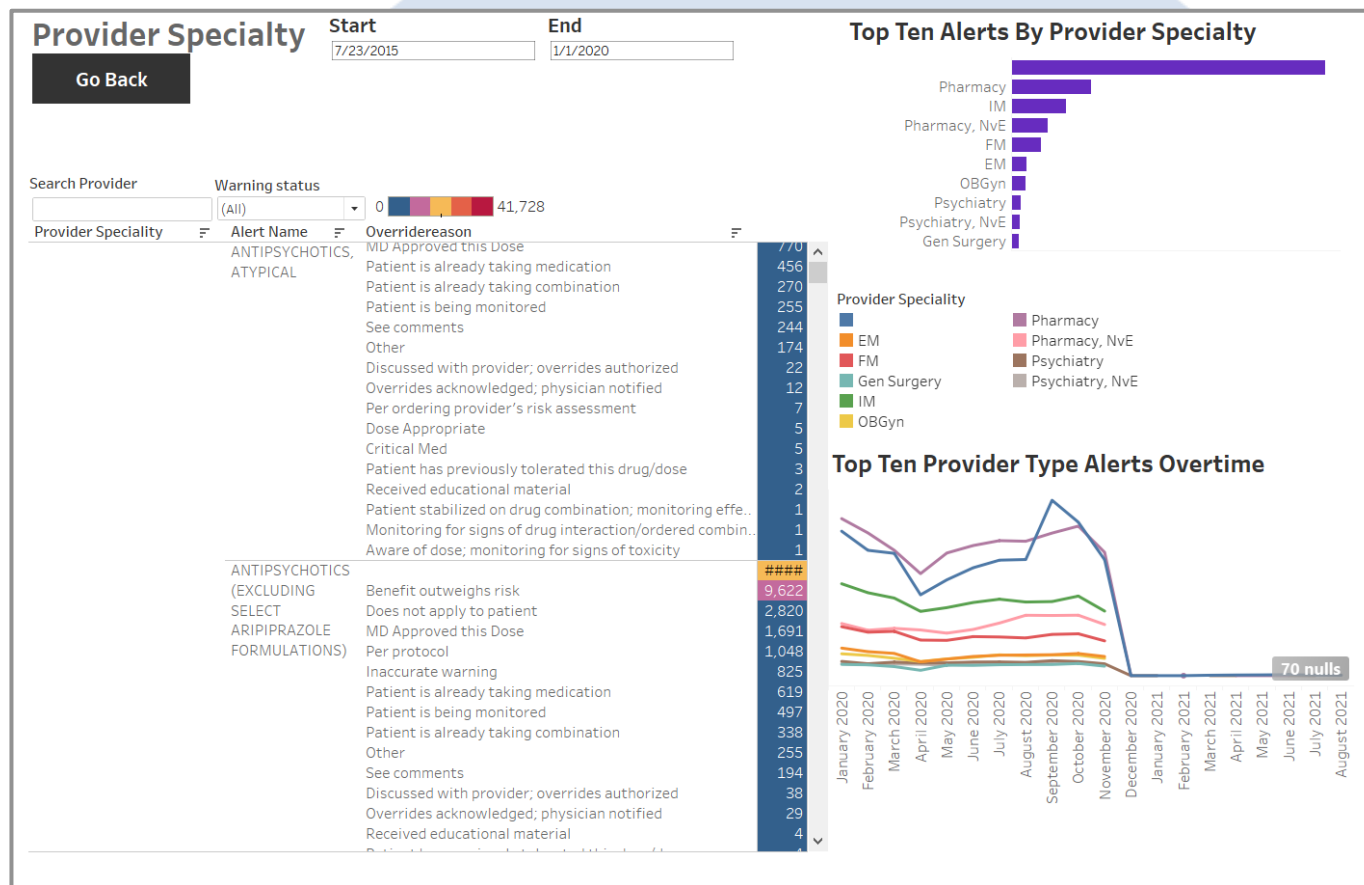 Provider Specialty
Start
End
7/23/2015
1/1/2020
Go Back
Search Provider
Warning status
(All)
0
41,728
Provider Speciality
Alert Name
Overridereason
ANTIPSYCHOTICS,
ATYPICAL
MD Approved this Dose 770
Patient is already taking medication 456
Patient is already taking combination 270
Patient is being monitored 255
See comments 244
Other 174
Discussed with provider; overrides authorized 22
Overrides acknowledged; physician notified 12
Per ordering provider's risk assessment 7
Dose Appropriate 5
Critical Med 5
Patient has previously tolerated this drug/dose 3
Received educational material 2
Patient stabilized on drug combination; monitoring effe.. 1
Monitoring for signs of drug interaction/ordered combin.. 1
Aware of dose; monitoring for signs of toxicity 1
ANTIPSYCHOTICS
(EXCLUDING
SELECT
ARIPIPRAZOLE
FORMULATIONS)
####
Benefit outweighs risk 9,622
Does not apply to patient 2,820
MD Approved this Dose 1,691
Per protocol 1,048
Inaccurate warning 825
Patient is already taking medication 619
Patient is being monitored 497
Patient is already taking combination 338
Other 255
See comments 194
Discussed with provider; overrides authorized 38
Overrides acknowledged; physician notified 29
Received educational material 4
Top Ten Alerts By Provider Specialty
Pharmacy
IM
Pharmacy, NvE
FM
EM
OBGyn
Psychiatry
Psychiatry, NvE
Gen Surgery
Provider Speciality
EM
FM
Gen Surgery
IM
OBGyn
Pharmacy
Pharmacy, NvE
Psychiatry
Psychiatry, NvE
Top Ten Provider Type Alerts Overtime
70 nulls
January 2020
February 2020
March 2020
April 2020
May 2020
June 2020
July 2020
August 2020
September 2020
October 2020
November 2020
December 2020
January 2021
February 2021
March 2021
April 2021
May 2021
June 2021
July 2021
August 2021